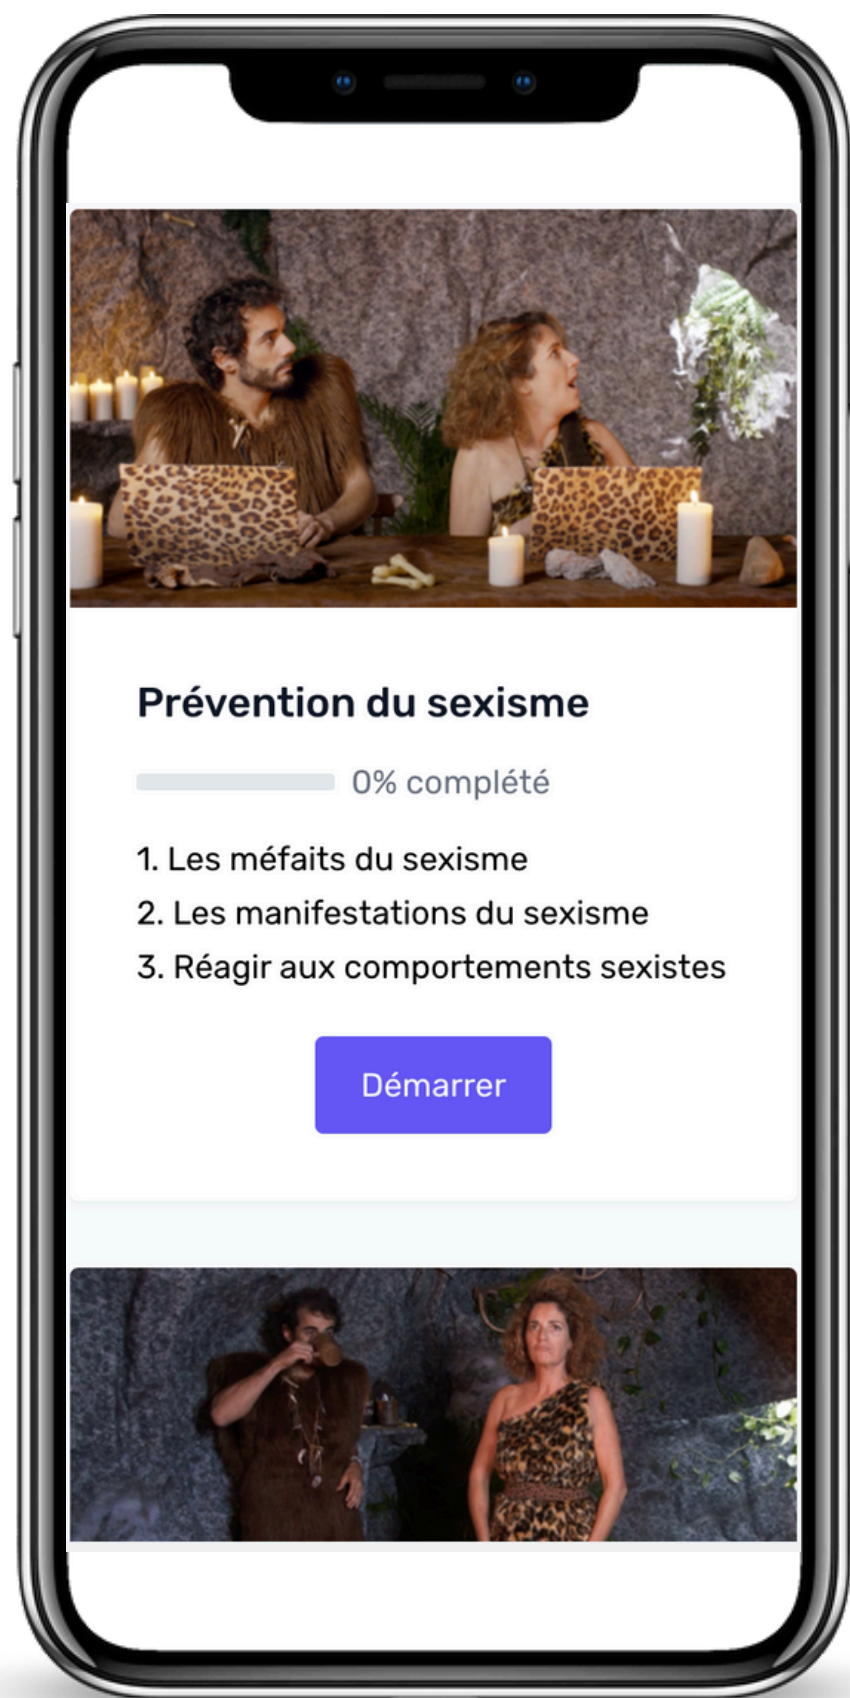 Prévention du sexisme
0% complété
1. Les méfaits du sexisme
2. Les manifestations du sexisme
3. Réagir aux comportements sexistes
Démarrer